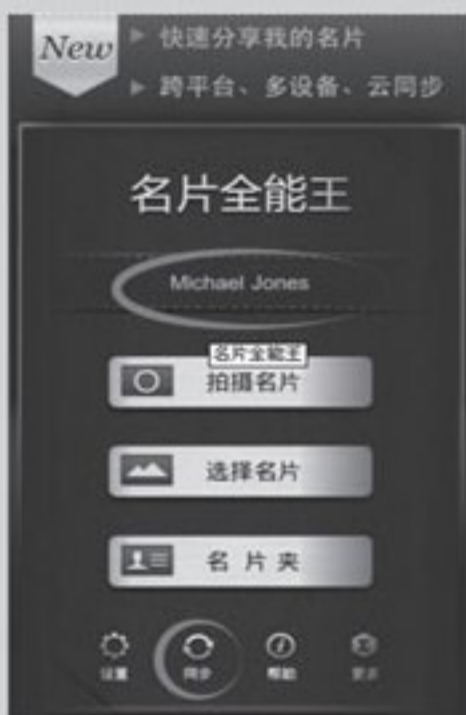 New
快速分享我的名片
跨平台、多设备、云同步
名片全能王
Michael Jones
名片全能王
拍摄名片
选择名片
名片夹
设置 同步 帮助 更多